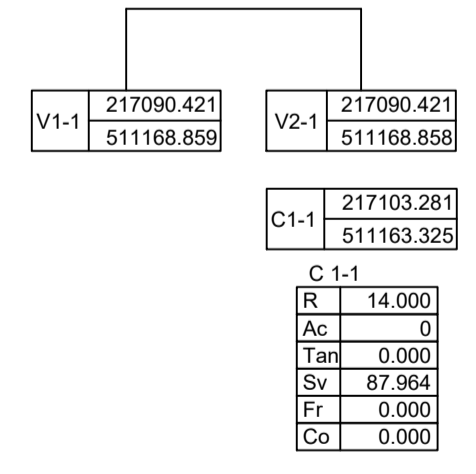 V1-1 217090.421
511168.859
V2-1 217090.421
511168.858
C1-1 217103.281
511163.325
C 1-1
R 14.000
Ac 0
Tan 0.000
Sv 87.964
Fr 0.000
Co 0.000